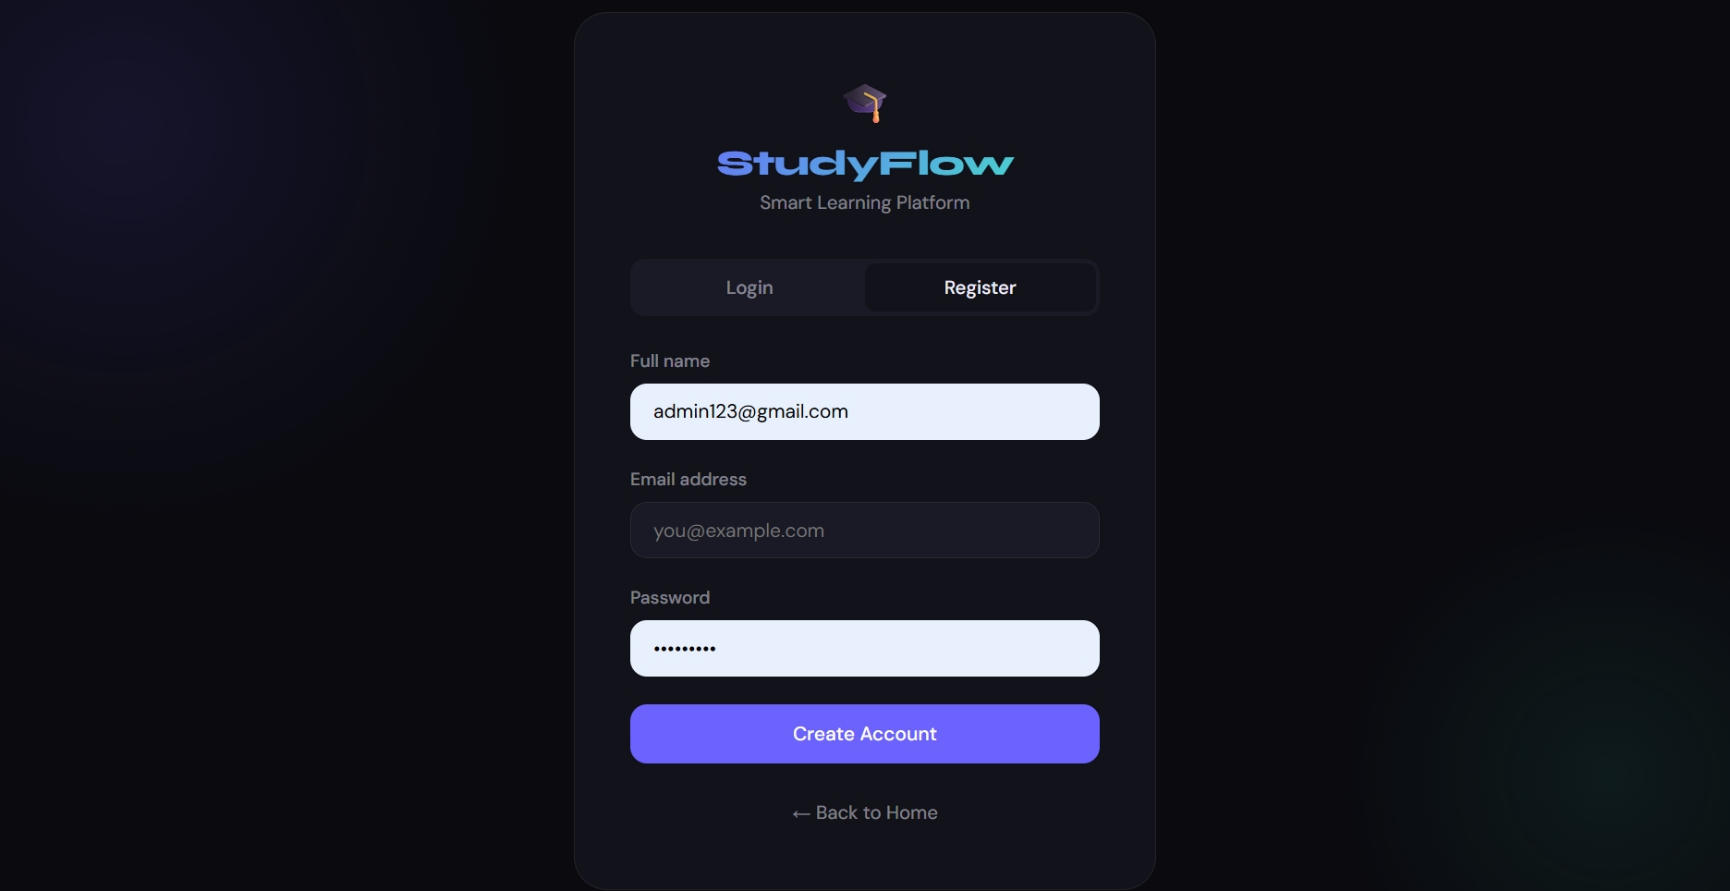 StudyFlow
Smart Learning Platform
Login
Register
Full name
admin123@gmail.com
Email address
you@example.com
Password
•••••••••
Create Account
← Back to Home